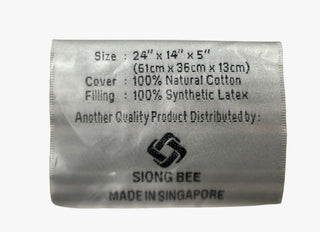 Size : 24" x 14" x 5"
(61cm x 36cm x 13cm)
Cover : 100% Natural Cotton
Filling : 100% Synthetic Latex
Another Quality Product Distributed by :
SIONG BEE
MADE IN SINGAPORE